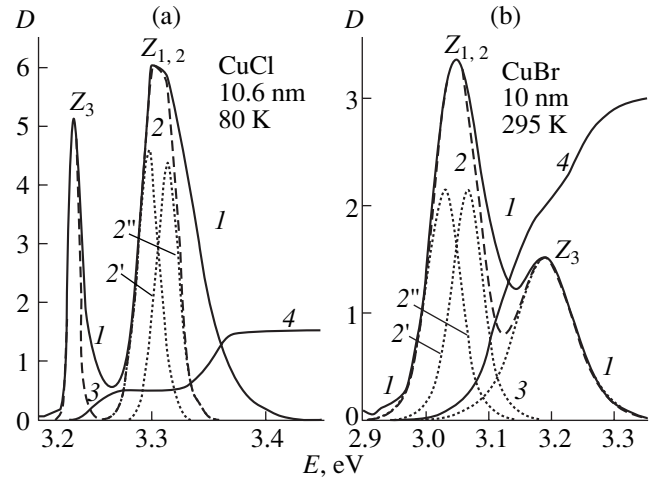 D (a) D (b)
6 Z1, 2 CuCl 10.6 nm 80 K
Z3
5
4
3
2
1
0
2 1 2'' 2' 1 3 4
3.2 3.3 3.4
Z1, 2 CuBr 10 nm 295 K
3
2
1
0
2 4 1 Z3 2'' 2' 1 3 1
2.9 3.0 3.1 3.2 3.3
E, eV